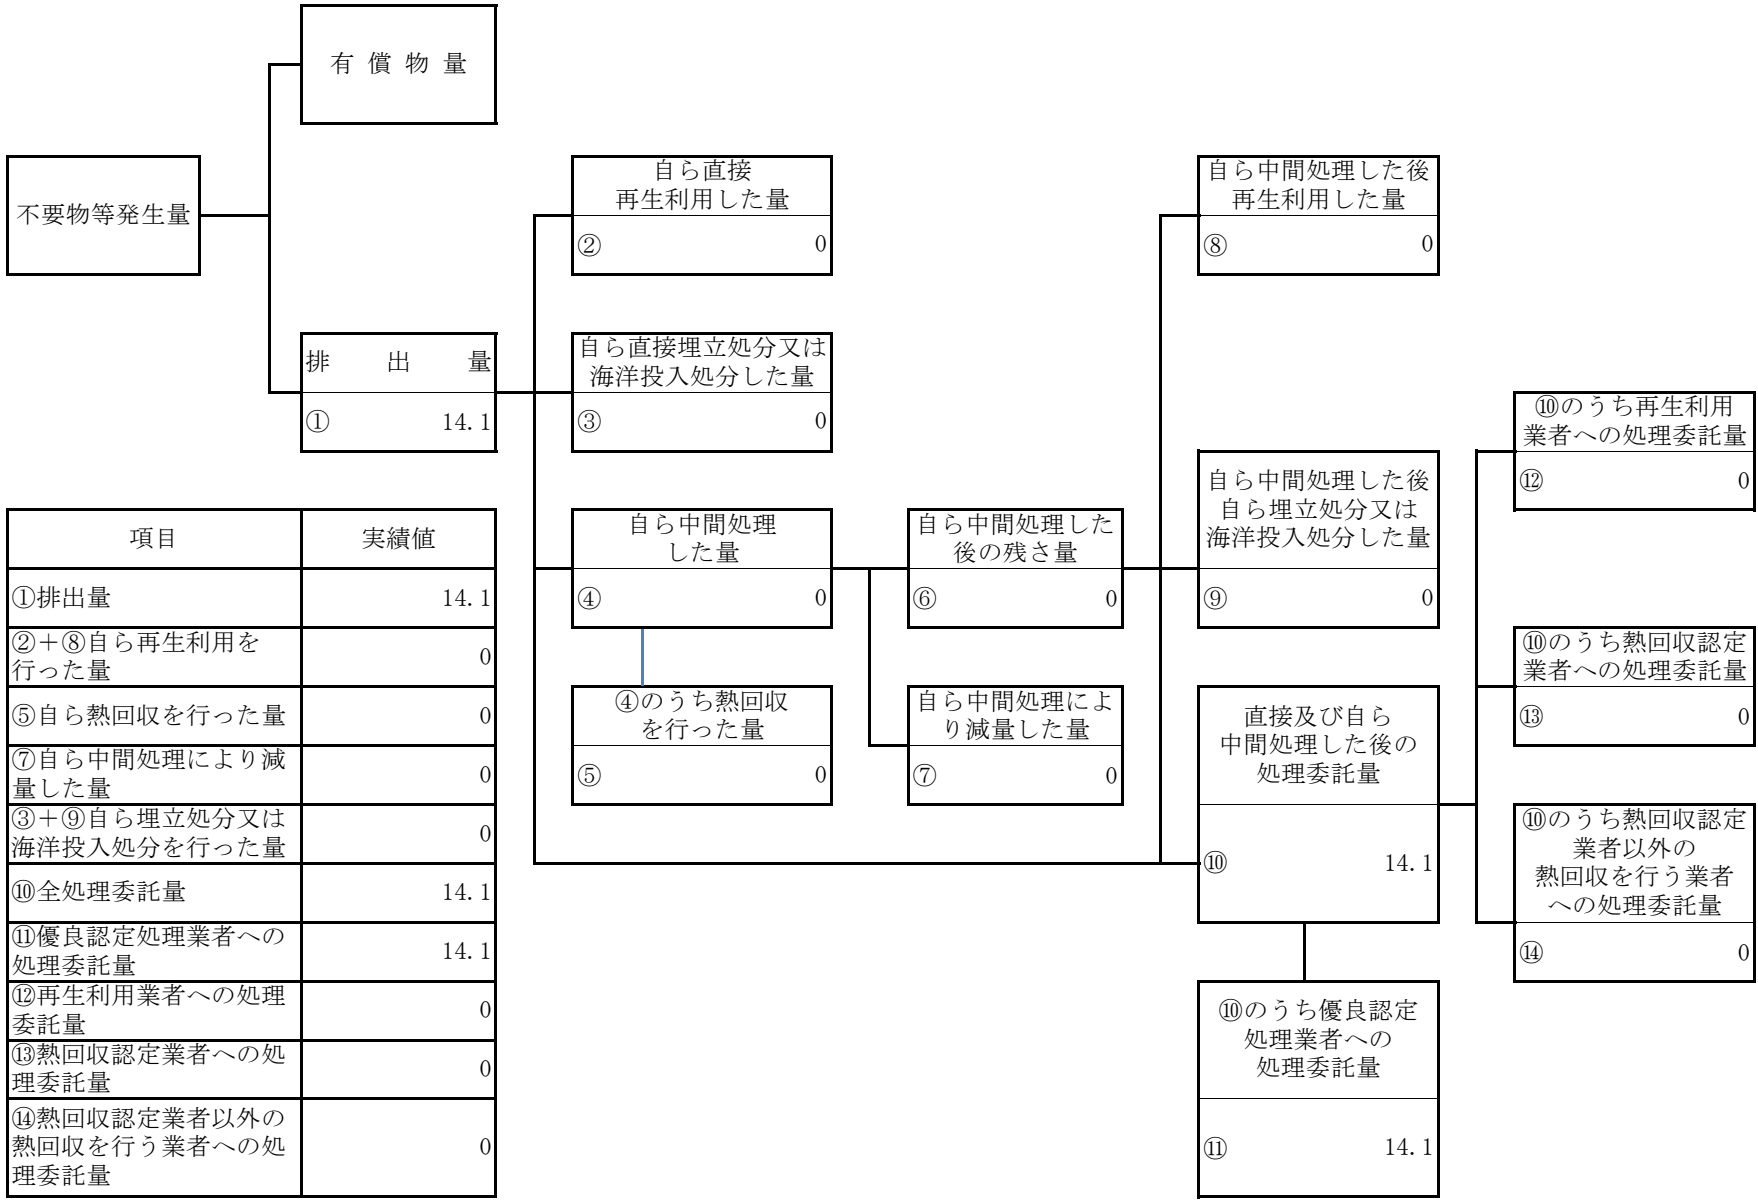 有 償 物 量
不要物等発生量
排 出 量
① 14.1
自ら直接
再生利用した量
② 0
自ら直接埋立処分又は
海洋投入処分した量
③ 0
自ら中間処理
した量
④ 0
④のうち熱回収
を行った量
⑤ 0
自ら中間処理した
後の残さ量
⑥ 0
自ら中間処理によ
り減量した量
⑦ 0
自ら中間処理した後
再生利用した量
⑧ 0
自ら中間処理した後
自ら埋立処分又は
海洋投入処分した量
⑨ 0
直接及び自ら
中間処理した後の
処理委託量
⑩ 14.1
⑩のうち優良認定
処理業者への
処理委託量
⑪ 14.1
⑩のうち再生利用
業者への処理委託量
⑫ 0
⑩のうち熱回収認定
業者への処理委託量
⑬ 0
⑩のうち熱回収認定
業者以外の
熱回収を行う業者
への処理委託量
⑭ 0
項目 実績値
①排出量 14.1
②＋⑧自ら再生利用を
行った量 0
⑤自ら熱回収を行った量 0
⑦自ら中間処理により減
量した量 0
③＋⑨自ら埋立処分又は
海洋投入処分を行った量 0
⑩全処理委託量 14.1
⑪優良認定処理業者への
処理委託量 14.1
⑫再生利用業者への処理
委託量 0
⑬熱回収認定業者への処
理委託量 0
⑭熱回収認定業者以外の
熱回収を行う業者への処
理委託量 0